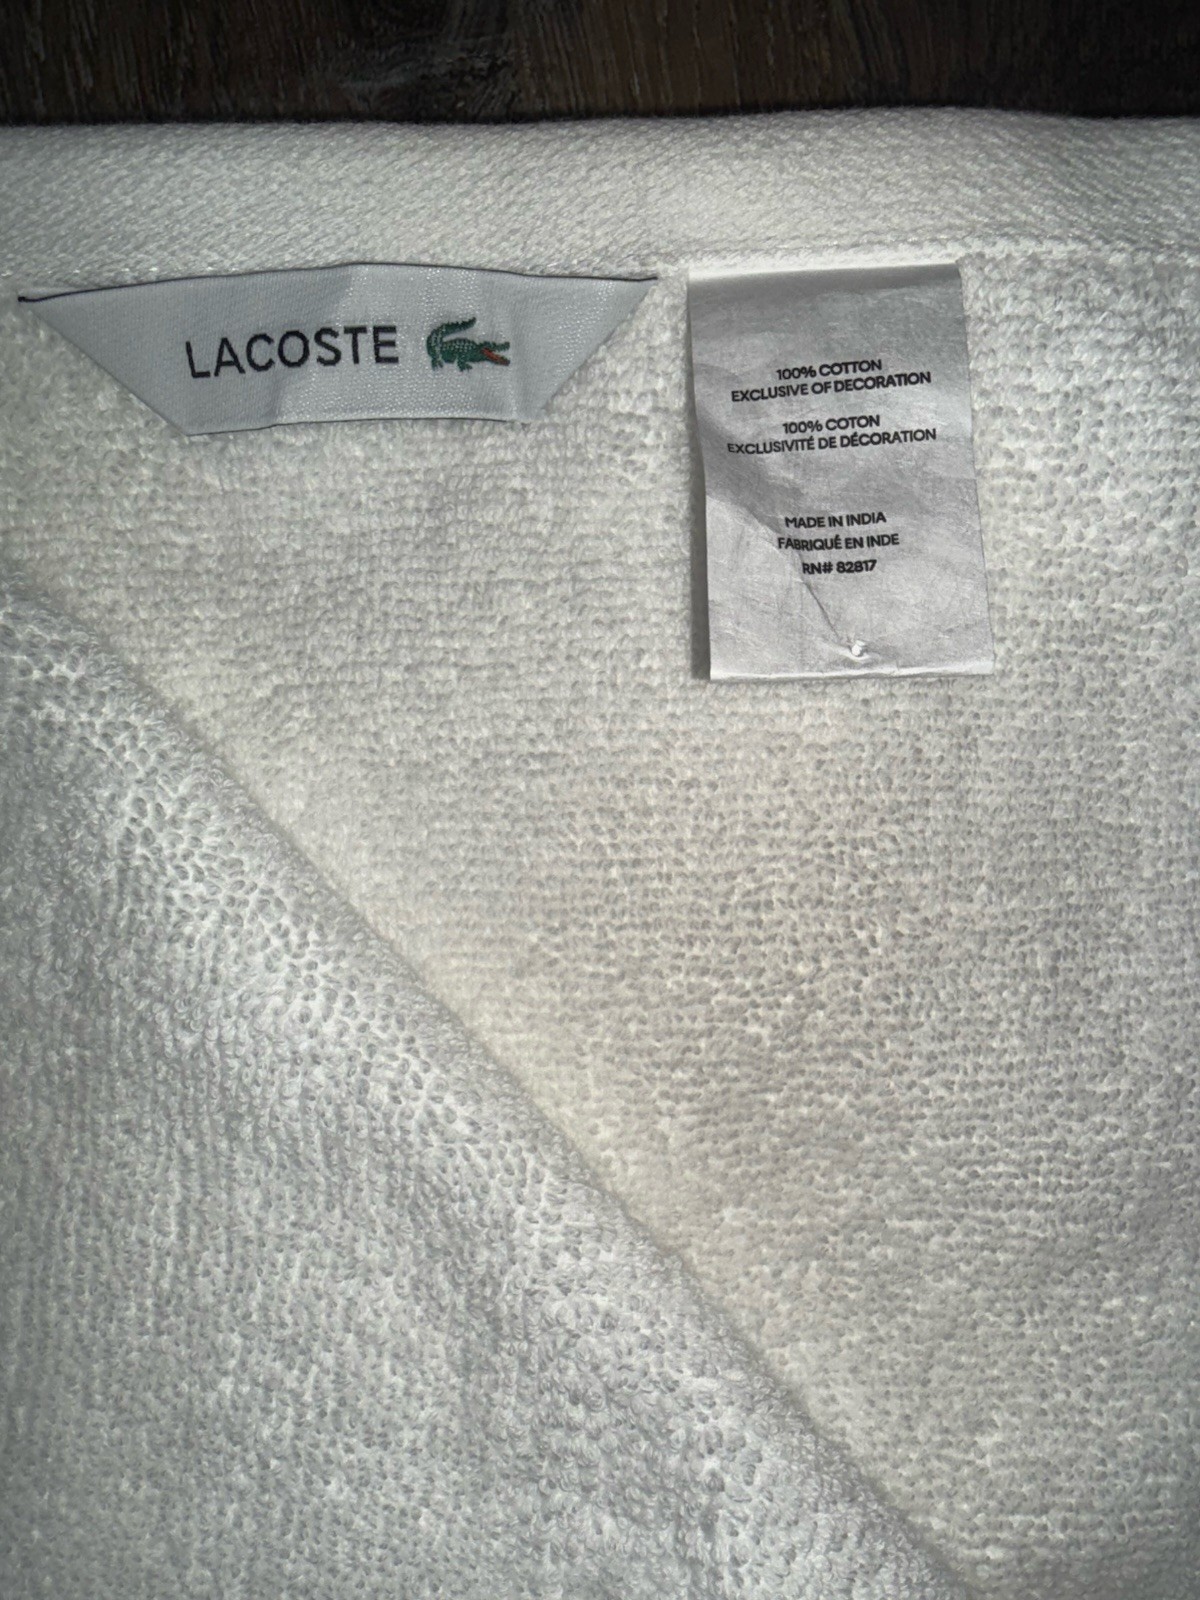 LACOSTE
100% COTTON
EXCLUSIVE OF DECORATION
100% COTON
EXCLUSIVITÉ DE DÉCORATION
MADE IN INDIA
FABRIQUÉ EN INDE
RN# 82817